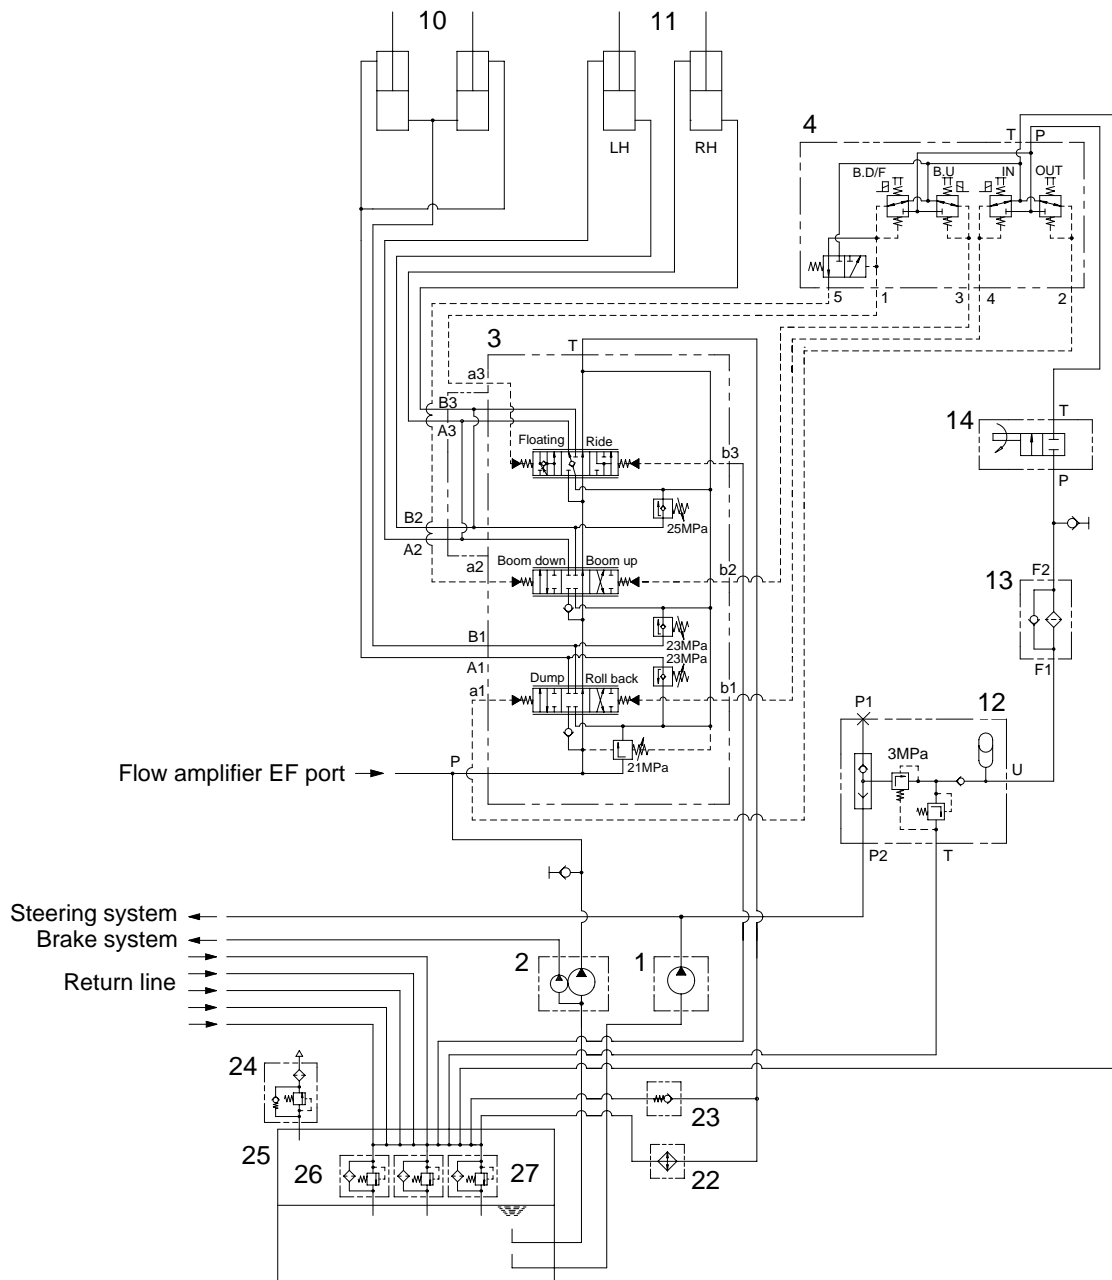 10
11
LH
RH
4
T
P
B.D/F
B.U
IN
OUT
5
1
3
4
2
3
T
a3
B3
A3
Floating
Ride
b3
25MPa
B2
A2
a2
Boom down
Boom up
b2
23MPa
23MPa
B1
A1
a1
Dump
Roll back
b1
21MPa
P
Flow amplifier EF port
14
T
P
F2
13
F1
12
P1
3MPa
U
P2
T
Steering system
Brake system
Return line
2
1
24
23
22
25
26
27